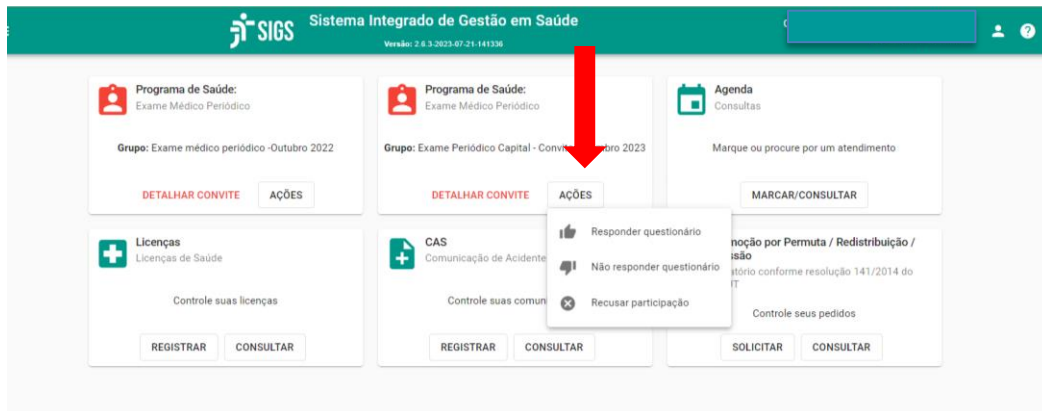 SIGS
Sistema Integrado de Gestão em Saúde
Versão: 2.6.3-2023-07-21-141336
Programa de Saúde:
Exame Médico Periódico
Grupo: Exame médico periódico -Outubro 2022
DETALHAR CONVITE AÇÕES
Programa de Saúde:
Exame Médico Periódico
Grupo: Exame Periódico Capital - Convi bro 2023
DETALHAR CONVITE AÇÕES
Responder questionário
Não responder questionário
Recusar participação
Agenda
Consultas
Marque ou procure por um atendimento
MARCAR/CONSULTAR
Licenças
Licenças de Saúde
Controle suas licenças
REGISTRAR CONSULTAR
CAS
Comunicação de Acidente
Controle suas comun
REGISTRAR CONSULTAR
noção por Permuta / Redistribuição /
ssão
atório conforme resolução 141/2014 do
Controle seus pedidos
SOLICITAR CONSULTAR